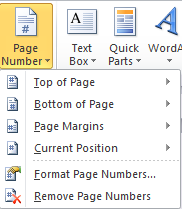 Page Number
Text Box
Quick Parts
WordA
Top of Page
Bottom of Page
Page Margins
Current Position
Format Page Numbers...
Remove Page Numbers